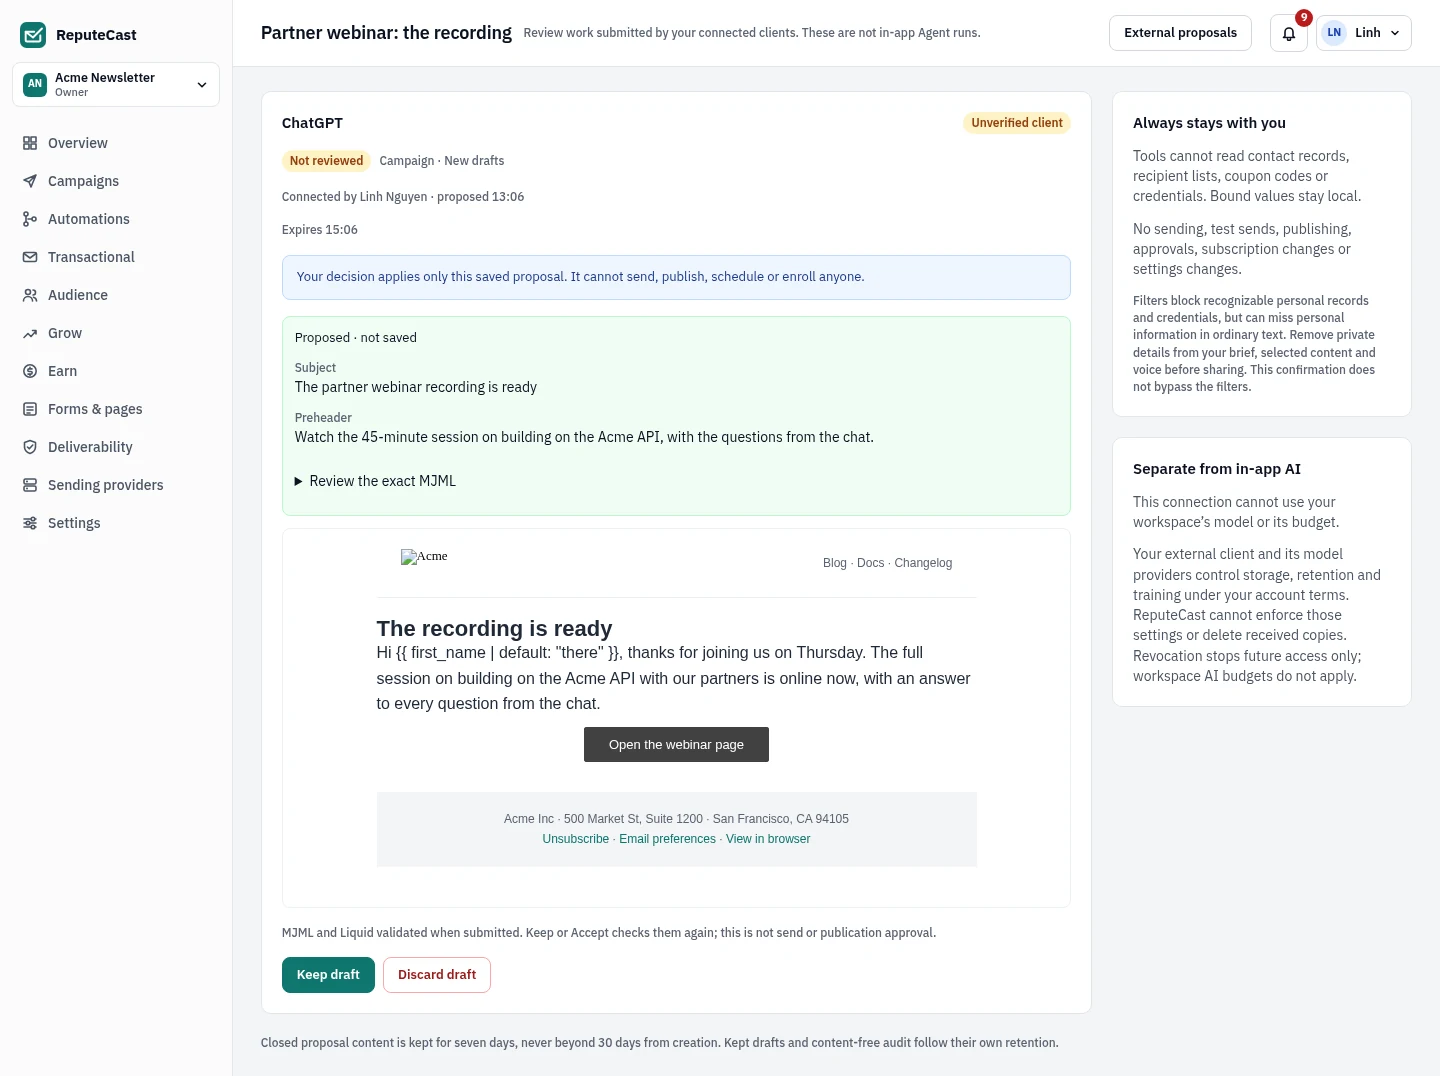 ReputeCast
AN
Acme Newsletter
Owner
Overview
Campaigns
Automations
Transactional
Audience
Grow
Earn
Forms & pages
Deliverability
Sending providers
Settings
Partner webinar: the recording
Review work submitted by your connected clients. These are not in-app Agent runs.
External proposals
9
LN
Linh
ChatGPT
Unverified client
Not reviewed
Campaign · New drafts
Connected by Linh Nguyen · proposed 13:06
Expires 15:06
Your decision applies only this saved proposal. It cannot send, publish, schedule or enroll anyone.
Proposed · not saved
Subject
The partner webinar recording is ready
Preheader
Watch the 45-minute session on building on the Acme API, with the questions from the chat.
Review the exact MJML
Acme
Blog · Docs · Changelog
The recording is ready
Hi {{ first_name | default: "there" }}, thanks for joining us on Thursday. The full
session on building on the Acme API with our partners is online now, with an answer
to every question from the chat.
Open the webinar page
Acme Inc · 500 Market St, Suite 1200 · San Francisco, CA 94105
Unsubscribe · Email preferences · View in browser
MJML and Liquid validated when submitted. Keep or Accept checks them again; this is not send or publication approval.
Keep draft
Discard draft
Closed proposal content is kept for seven days, never beyond 30 days from creation. Kept drafts and content-free audit follow their own retention.
Always stays with you
Tools cannot read contact records,
recipient lists, coupon codes or
credentials. Bound values stay local.
No sending, test sends, publishing,
approvals, subscription changes or
settings changes.
Filters block recognizable personal records
and credentials, but can miss personal
information in ordinary text. Remove private
details from your brief, selected content and
voice before sharing. This confirmation does
not bypass the filters.
Separate from in-app AI
This connection cannot use your
workspace's model or its budget.
Your external client and its model
providers control storage, retention and
training under your account terms.
ReputeCast cannot enforce those
settings or delete received copies.
Revocation stops future access only;
workspace AI budgets do not apply.